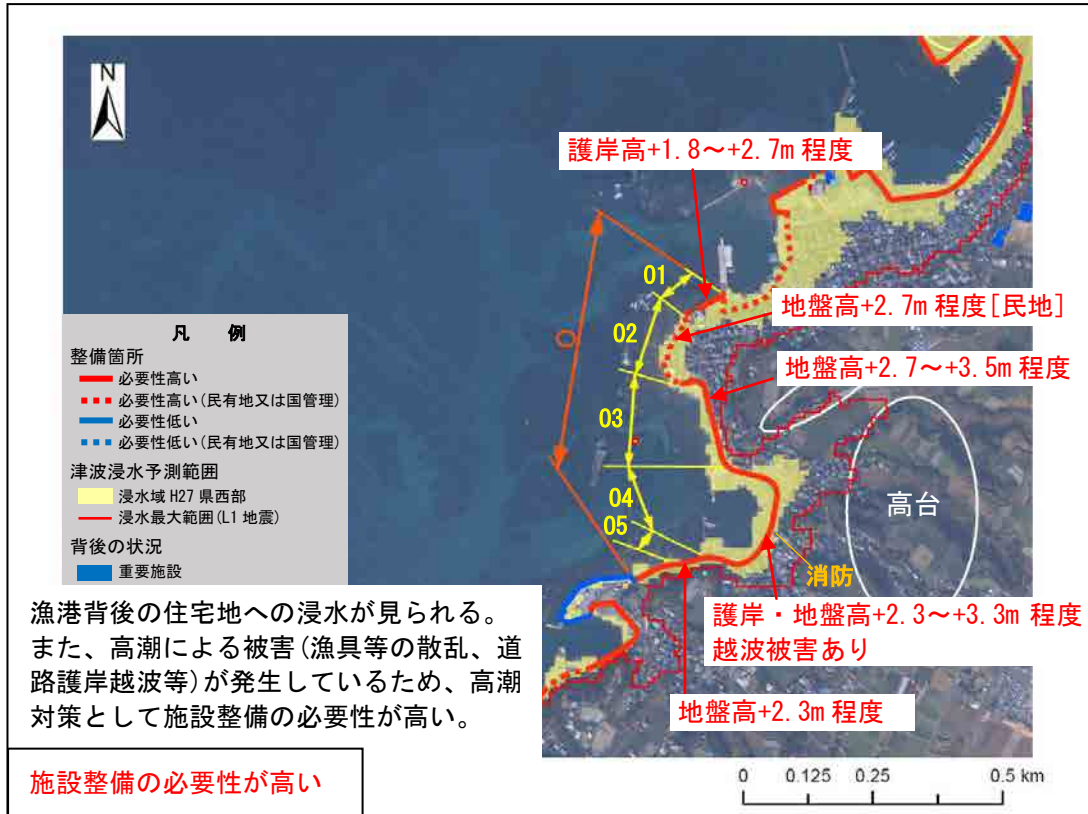 N
護岸高+1.8～+2.7m 程度
01
地盤高+2.7m 程度[民地]
02
O
凡　例
整備箇所
必要性高い
必要性高い(民有地又は国管理)
必要性低い
必要性低い(民有地又は国管理)
津波浸水予測範囲
浸水域 H27 県西部
浸水最大範囲(L1 地震)
背後の状況
重要施設
地盤高+2.7～+3.5m 程度
03
04
05
高台
消防
護岸・地盤高+2.3～+3.3m 程度
越波被害あり
地盤高+2.3m 程度
漁港背後の住宅地への浸水が見られる。
また、高潮による被害(漁具等の散乱、道
路護岸越波等)が発生しているため、高潮
対策として施設整備の必要性が高い。
施設整備の必要性が高い
0 0.125 0.25 0.5 km